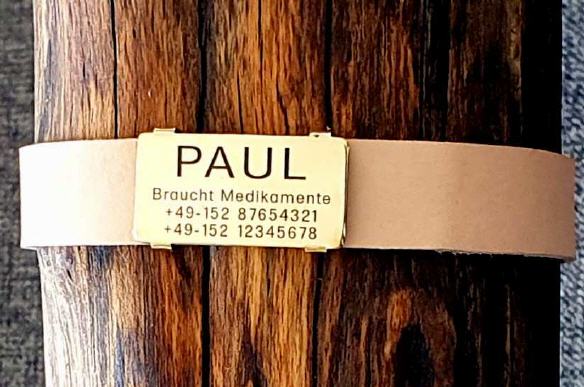 PAUL
Braucht Medikamente
+49-152 87654321
+49-152 12345678